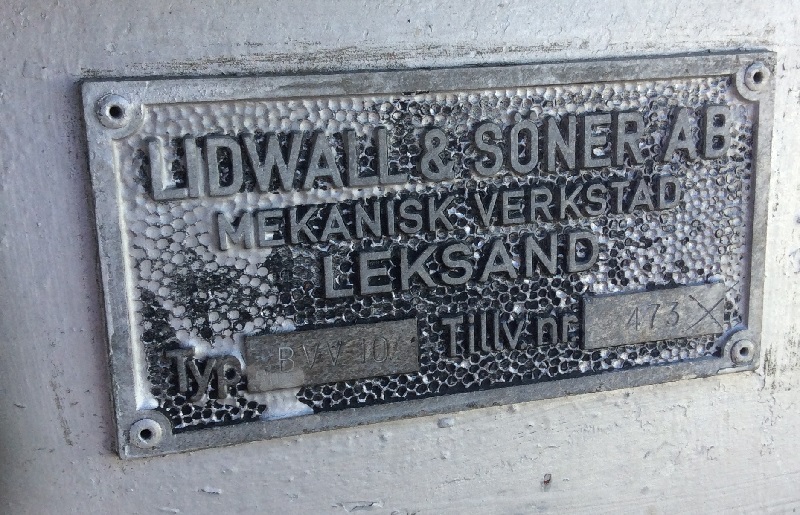 LIDWALL & SÖNER AB
MEKANISK VERKSTAD
LEKSAND
Typ BVV 10 Tillv. nr 473 X